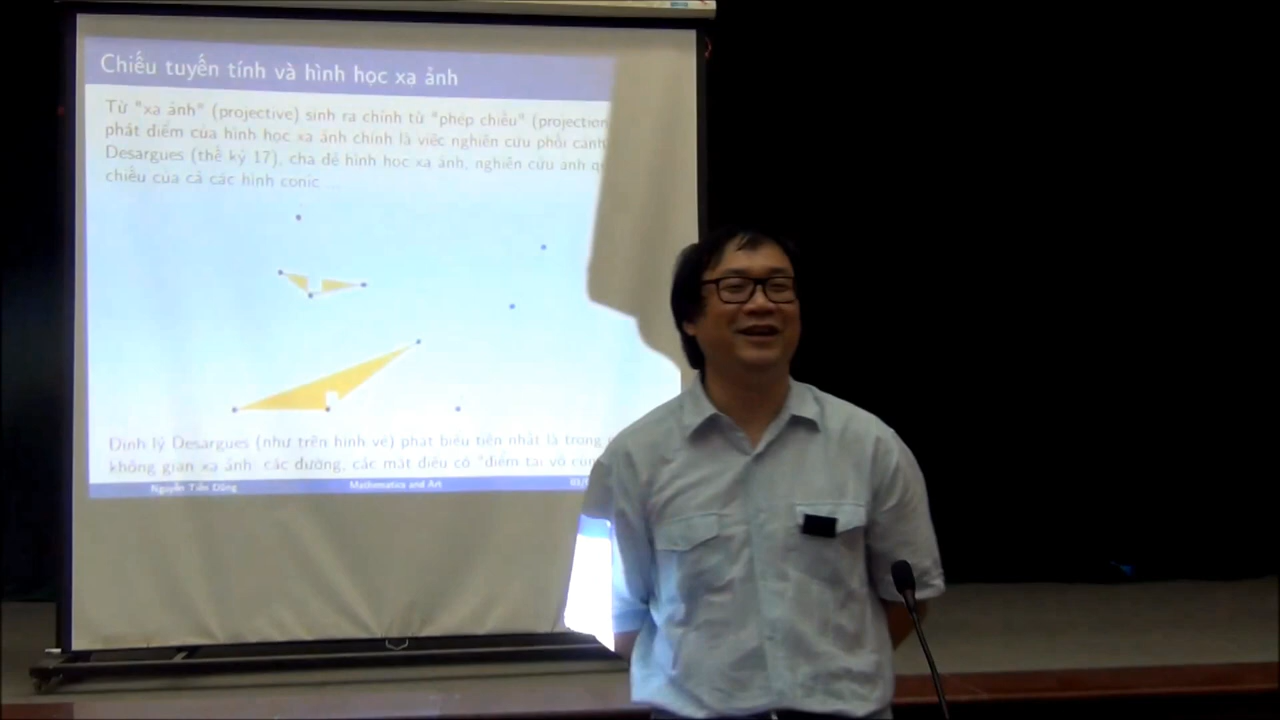 Chiếu tuyến tính và hình học xạ ảnh
Từ "xạ ảnh" (projective) sinh ra chính từ "phép chiếu" (projection
phát điểm của hình học xạ ảnh chính là việc nghiên cứu phối cảnh
Desargues (thế kỷ 17), cha đẻ hình học xạ ảnh, nghiên cứu ảnh
chiếu của cả các hình conic ...
Định lý Desargues (như trên hình vẽ) phát biểu tiện nhất là trong
không gian xạ ảnh: các đường, các mặt đều có "điểm tại vô
Nguyễn Tiến Dũng
Mathematics and Art